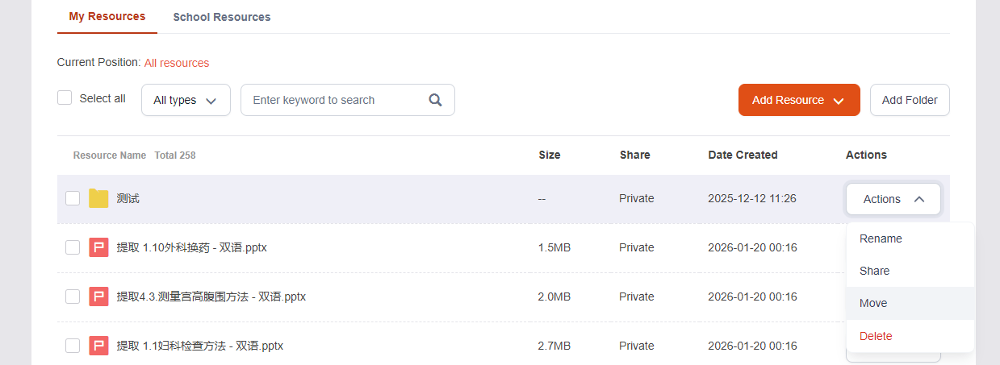 My Resources School Resources
Current Position: All resources
Select all All types Enter keyword to search Add Resource Add Folder
Resource Name Total 258 Size Share Date Created Actions
测试 -- Private 2025-12-12 11:26 Actions
Rename
提取 1.10外科换药 - 双语.pptx 1.5MB Private 2026-01-20 00:16
Share
提取4.3.测量宫高腹围方法 - 双语.pptx 2.0MB Private 2026-01-20 00:16
Move
Delete
提取 1.1妇科检查方法 - 双语.pptx 2.7MB Private 2026-01-20 00:16